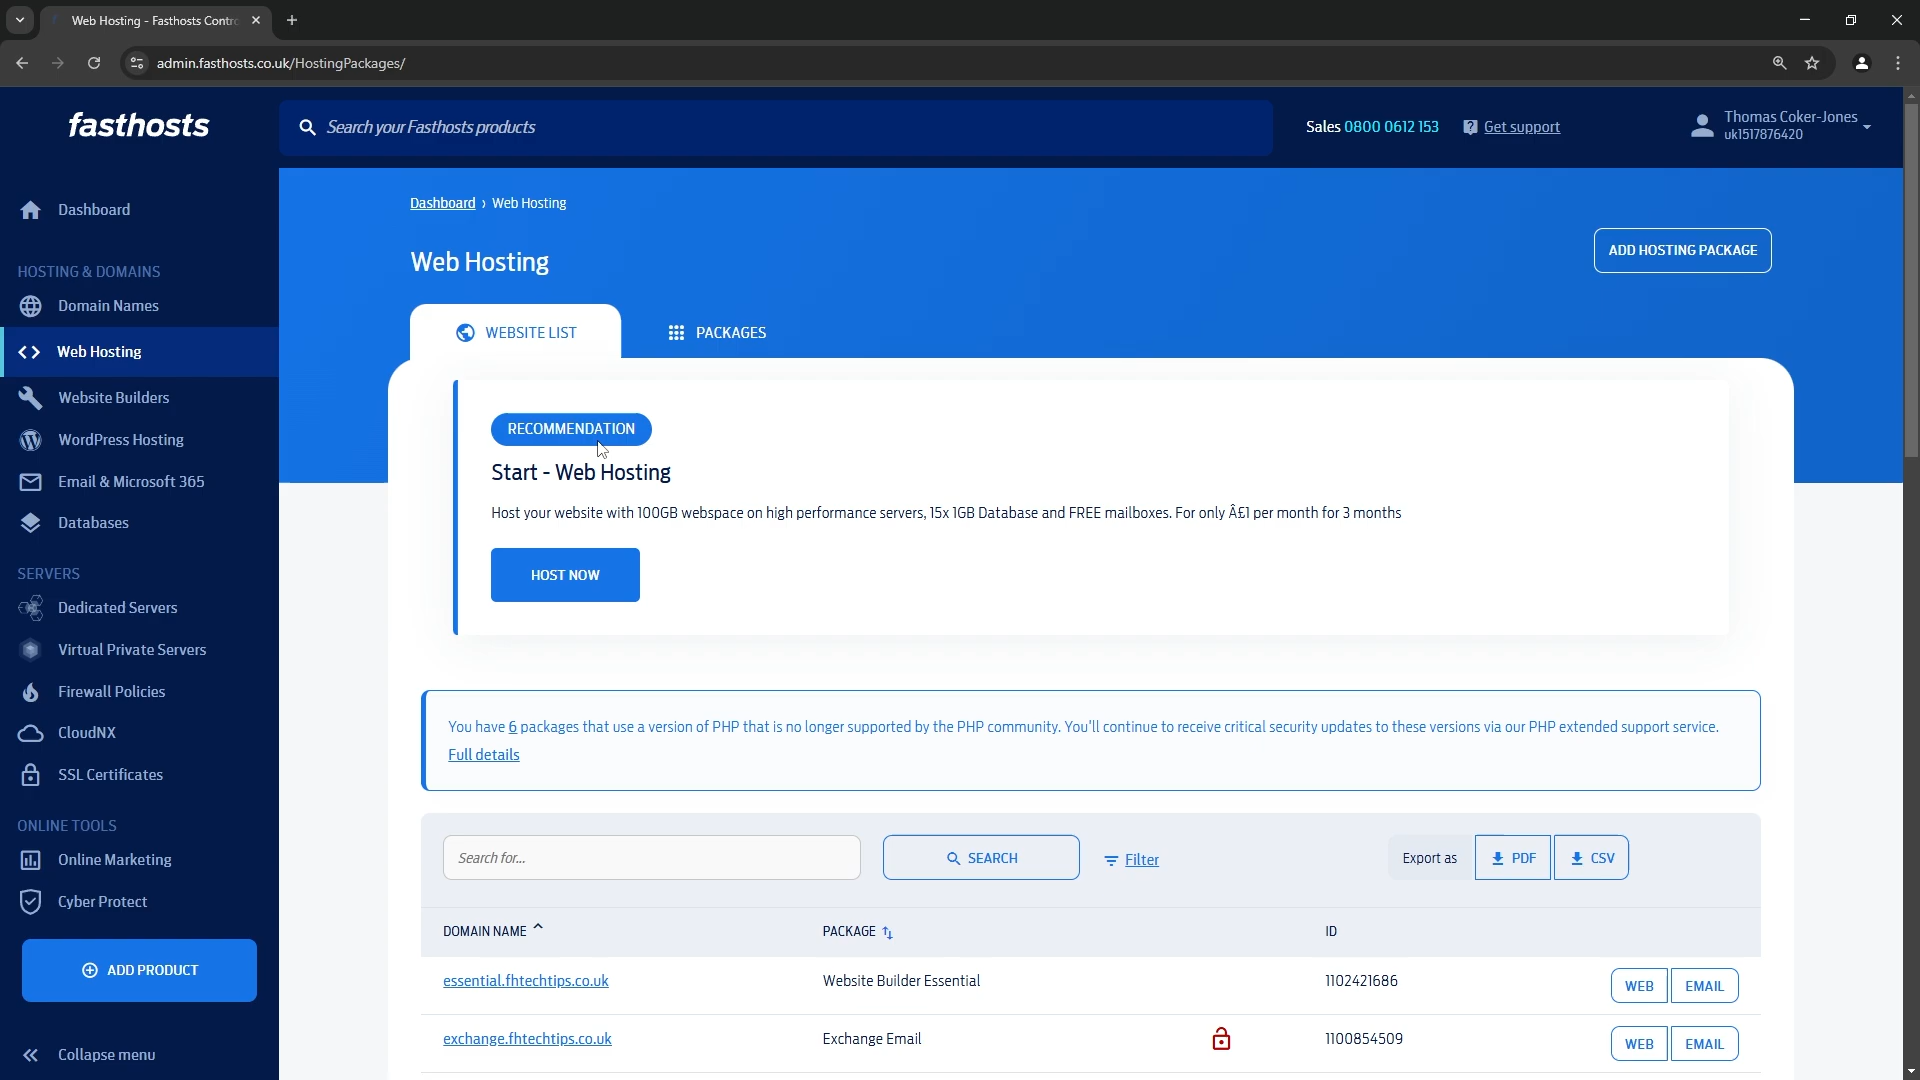 Web Hosting - Fasthosts Contro
admin.fasthosts.co.uk/HostingPackages/
fasthosts
Search your Fasthosts products
Sales 0800 0612 153
Get support
Thomas Coker-Jones
uk1517876420
Dashboard
HOSTING & DOMAINS
Domain Names
Web Hosting
Website Builders
WordPress Hosting
Email & Microsoft 365
Databases
SERVERS
Dedicated Servers
Virtual Private Servers
Firewall Policies
CloudNX
SSL Certificates
ONLINE TOOLS
Online Marketing
Cyber Protect
ADD PRODUCT
Collapse menu
Dashboard › Web Hosting
Web Hosting
ADD HOSTING PACKAGE
WEBSITE LIST
PACKAGES
RECOMMENDATION
Start - Web Hosting
Host your website with 100GB webspace on high performance servers, 15x 1GB Database and FREE mailboxes. For only Â£1 per month for 3 months
HOST NOW
You have 6 packages that use a version of PHP that is no longer supported by the PHP community. You'll continue to receive critical security updates to these versions via our PHP extended support service.
Full details
Search for...
SEARCH
Filter
Export as
PDF
CSV
DOMAIN NAME PACKAGE ID
essential.fhtechtips.co.uk Website Builder Essential 1102421686 WEB EMAIL
exchange.fhtechtips.co.uk Exchange Email 1100854509 WEB EMAIL